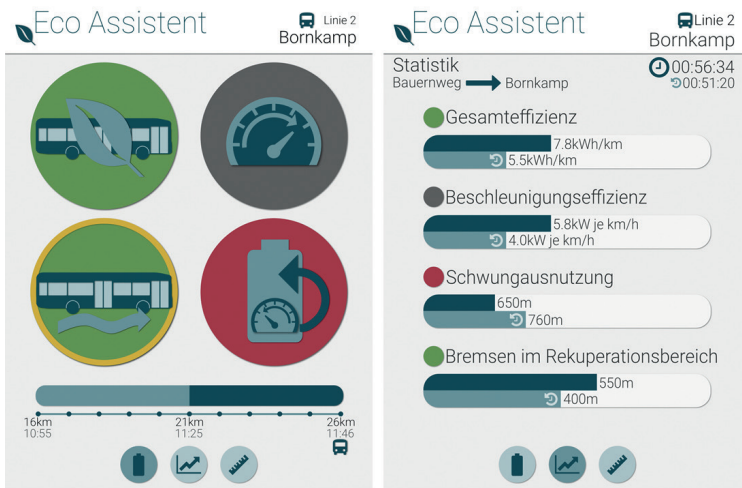 Eco Assistent
Linie 2
Bornkamp
16km
21km
26km
10:55
11:25
11:46
Eco Assistent
Linie 2
Bornkamp
Statistik
00:56:34
Bauernweg
Bornkamp
00:51:20
Gesamteffizienz
7.8kWh/km
5.5kWh/km
Beschleunigungseffizienz
5.8kW je km/h
4.0kW je km/h
Schwungausnutzung
650m
760m
Bremsen im Rekuperationsbereich
550m
400m